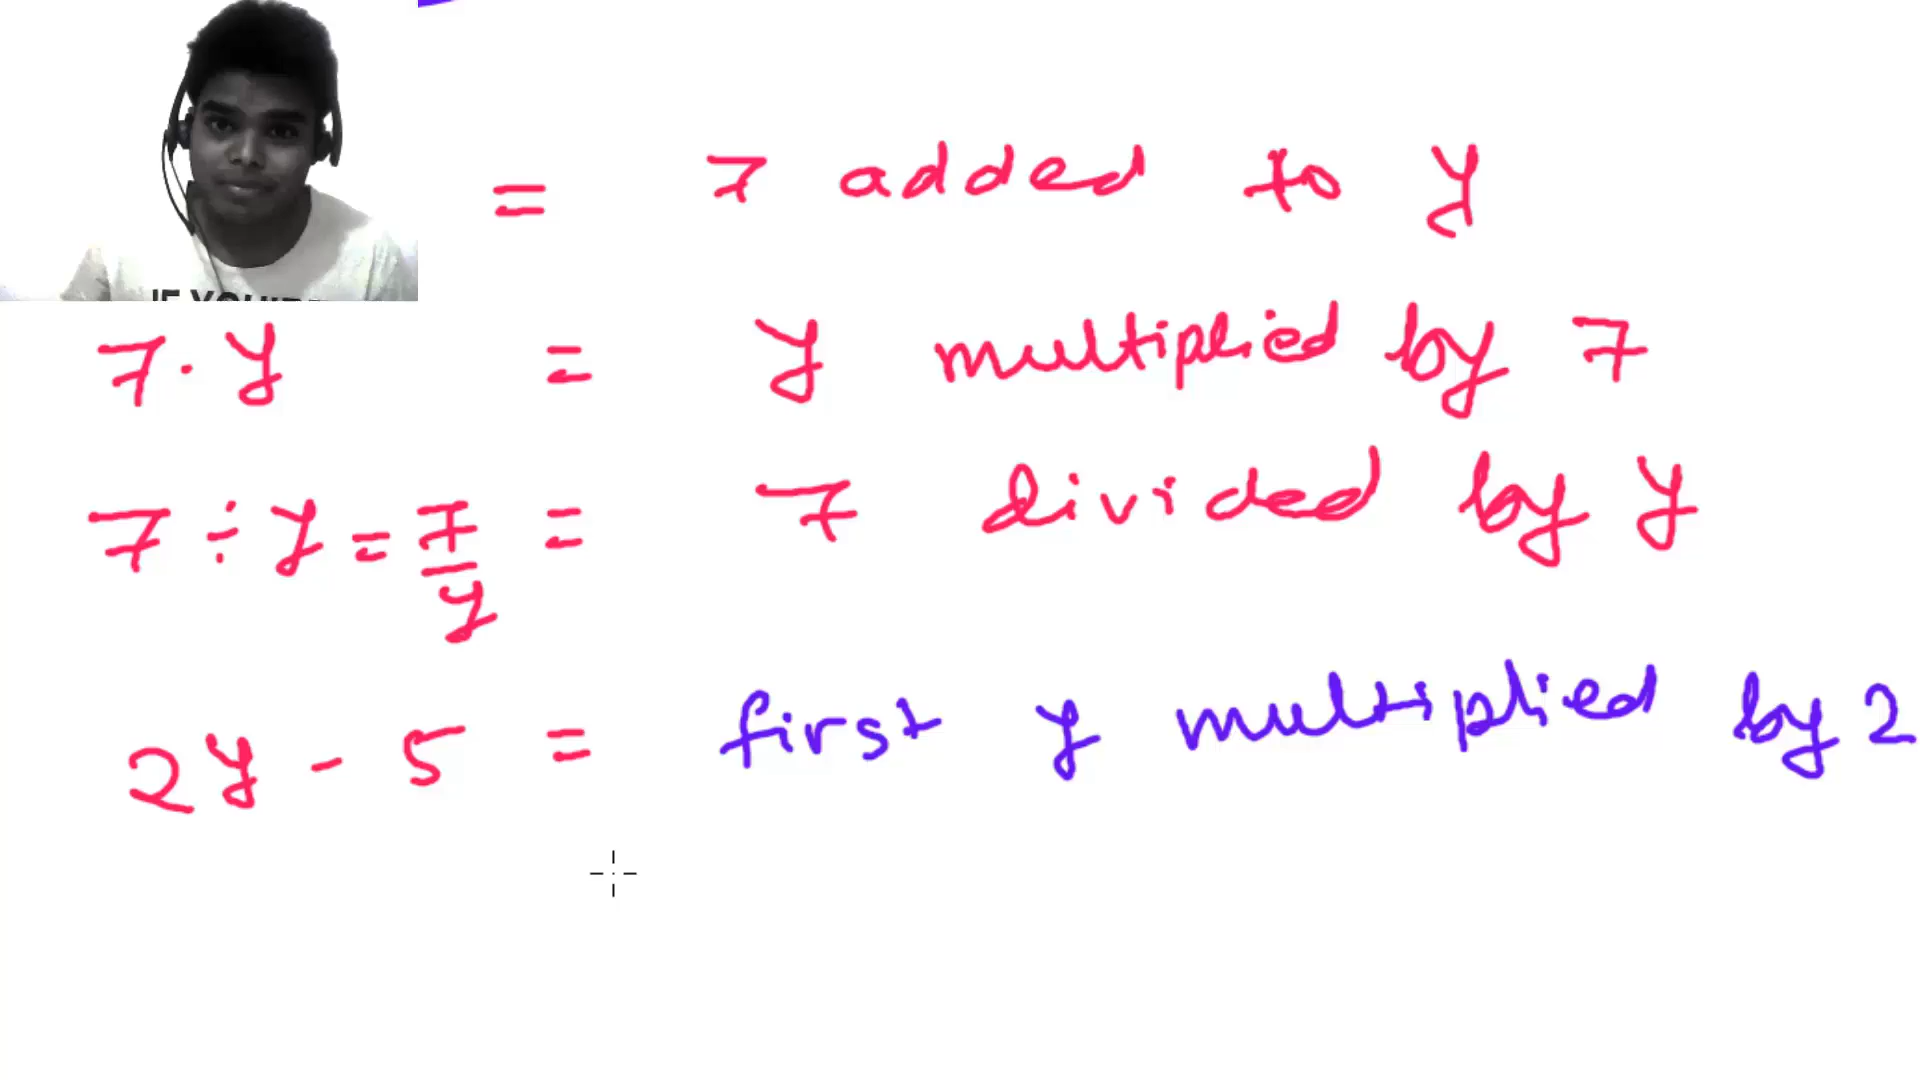 = 7 added to y
7 · y = y multiplied by 7
7 ÷ y = 7/y = 7 divided by y
2y - 5 = first y multiplied by 2